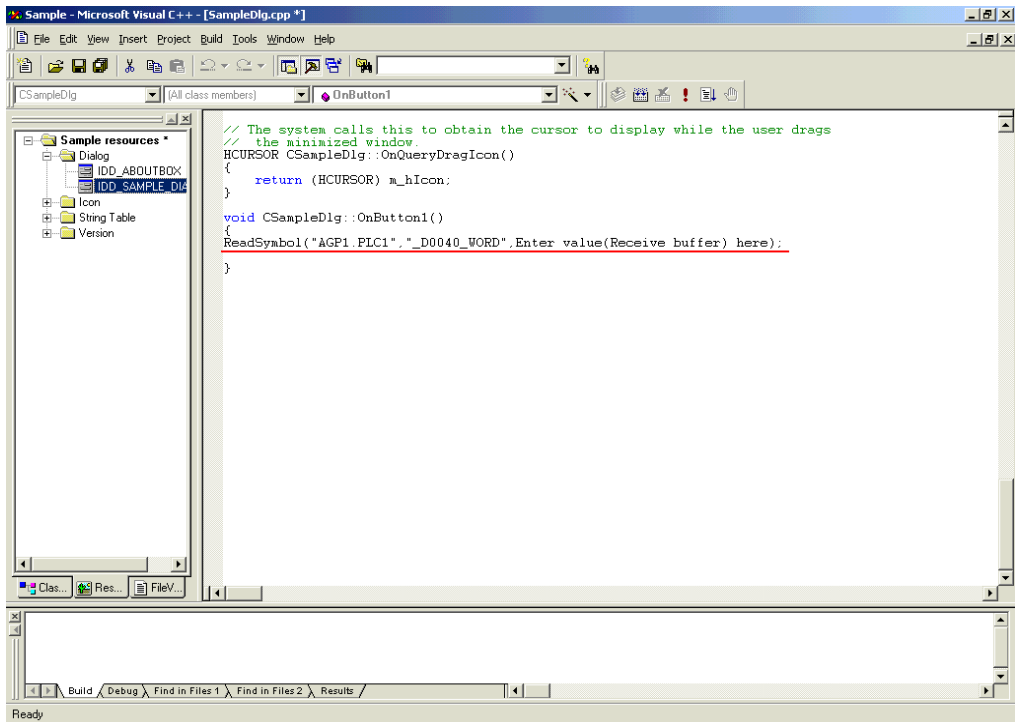 Sample - Microsoft Visual C++ - [SampleDlg.cpp *]
File Edit View Insert Project Build Tools Window Help
CSampleDlg (All class members) OnButton1
Sample resources *
Dialog
IDD_ABOUTBOX
IDD_SAMPLE_DIA
Icon
String Table
Version
Clas... Res... FileV...
// The system calls this to obtain the cursor to display while the user drags
//  the minimized window.
HCURSOR CSampleDlg::OnQueryDragIcon()
{
return (HCURSOR) m_hIcon;
}
void CSampleDlg::OnButton1()
{
ReadSymbol("AGP1.PLC1","_D0040_WORD",Enter value(Receive buffer) here);
}
Build Debug Find in Files 1 Find in Files 2 Results
Ready